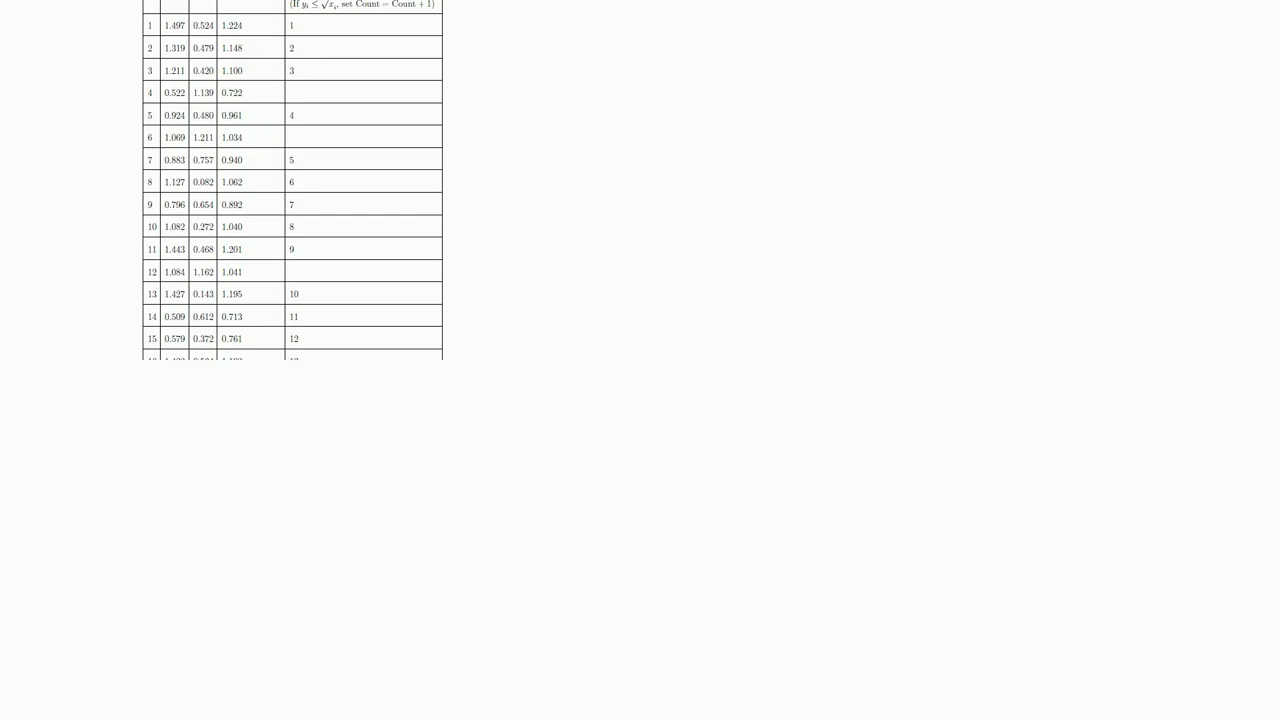 (If yᵢ ≤ √xᵢ, set Count = Count + 1)
1 1.497 0.524 1.224 1
2 1.319 0.479 1.148 2
3 1.211 0.420 1.100 3
4 0.522 1.139 0.722
5 0.924 0.480 0.961 4
6 1.069 1.211 1.034
7 0.883 0.757 0.940 5
8 1.127 0.082 1.062 6
9 0.796 0.654 0.892 7
10 1.082 0.272 1.040 8
11 1.443 0.468 1.201 9
12 1.084 1.162 1.041
13 1.427 0.143 1.195 10
14 0.509 0.612 0.713 11
15 0.579 0.372 0.761 12